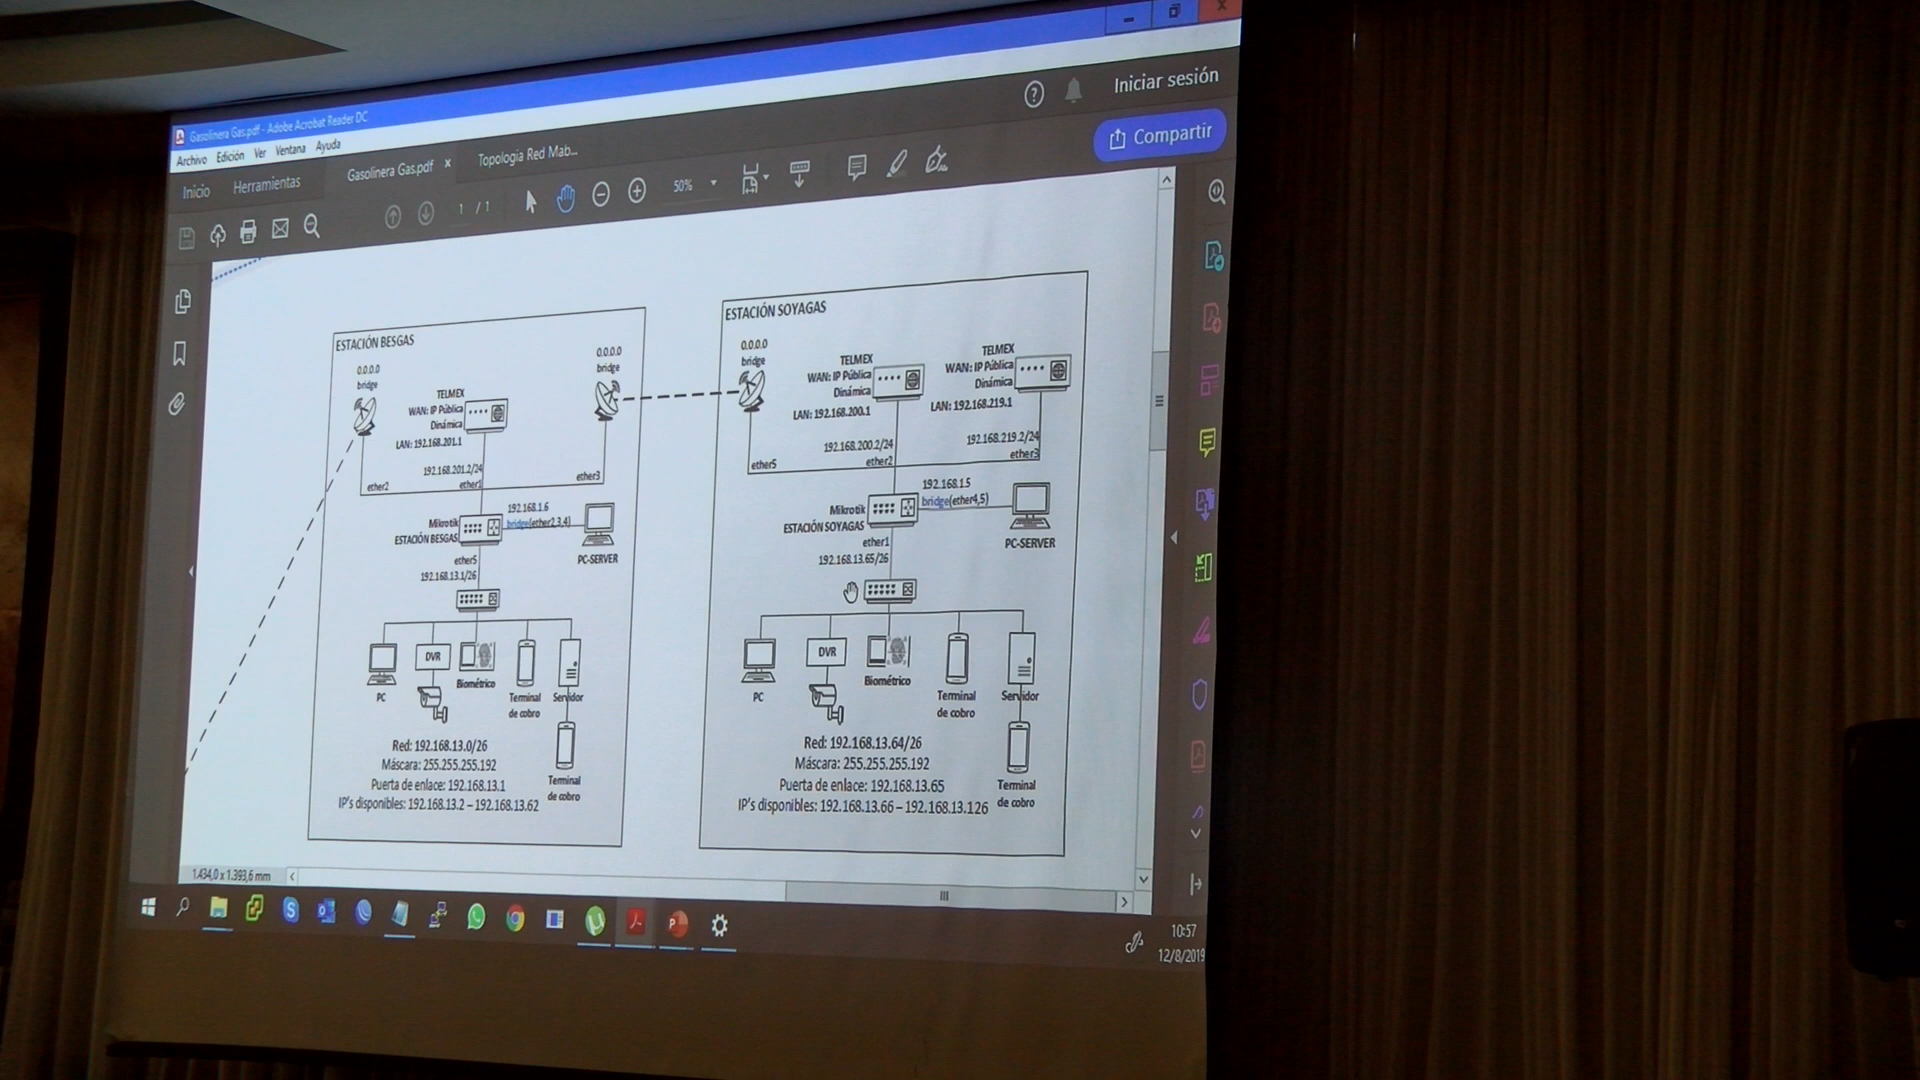 Gasolinera Gas.pdf - Adobe Acrobat Reader DC
Archivo Edición Ver Ventana Ayuda
Inicio Herramientas Gasolinera Gas.pdf x Topologia Red Mab...
Iniciar sesión
Compartir
1 / 1
50%
ESTACIÓN BESGAS
0.0.0.0
bridge
TELMEX
WAN: IP Pública
Dinámica
LAN: 192.168.201.1
0.0.0.0
bridge
192.168.201.2/24
ether2
ether1
ether3
192.168.1.6
bridge(ether2,3,4)
Mikrotik
ESTACIÓN BESGAS
PC-SERVER
ether5
192.168.13.1/26
PC
DVR
Biométrico
Terminal
de cobro
Servidor
Terminal
de cobro
Red: 192.168.13.0/26
Máscara: 255.255.255.192
Puerta de enlace: 192.168.13.1
IP's disponibles: 192.168.13.2 – 192.168.13.62
ESTACIÓN SOYAGAS
0.0.0.0
bridge
TELMEX
WAN: IP Pública
Dinámica
LAN: 192.168.200.1
TELMEX
WAN: IP Pública
Dinámica
LAN: 192.168.219.1
192.168.200.2/24
192.168.219.2/24
ether5
ether2
ether3
192.168.1.5
bridge(ether4,5)
Mikrotik
ESTACIÓN SOYAGAS
PC-SERVER
ether1
192.168.13.65/26
PC
DVR
Biométrico
Terminal
de cobro
Servidor
Terminal
de cobro
Red: 192.168.13.64/26
Máscara: 255.255.255.192
Puerta de enlace: 192.168.13.65
IP's disponibles: 192.168.13.66 – 192.168.13.126
1.434,0 x 1.393,6 mm
10:57
12/8/2019